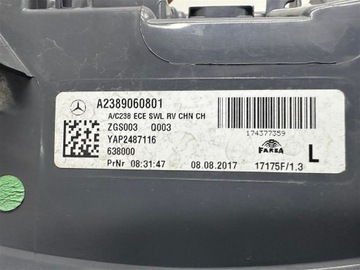 A2389060801
A/C238 ECE SWL RV CHN CH
ZGS003 Q003
YAP2487116
638000
PrNr 08:31:47 08.08.2017 17175F/1.3
174377359
FARBA
L